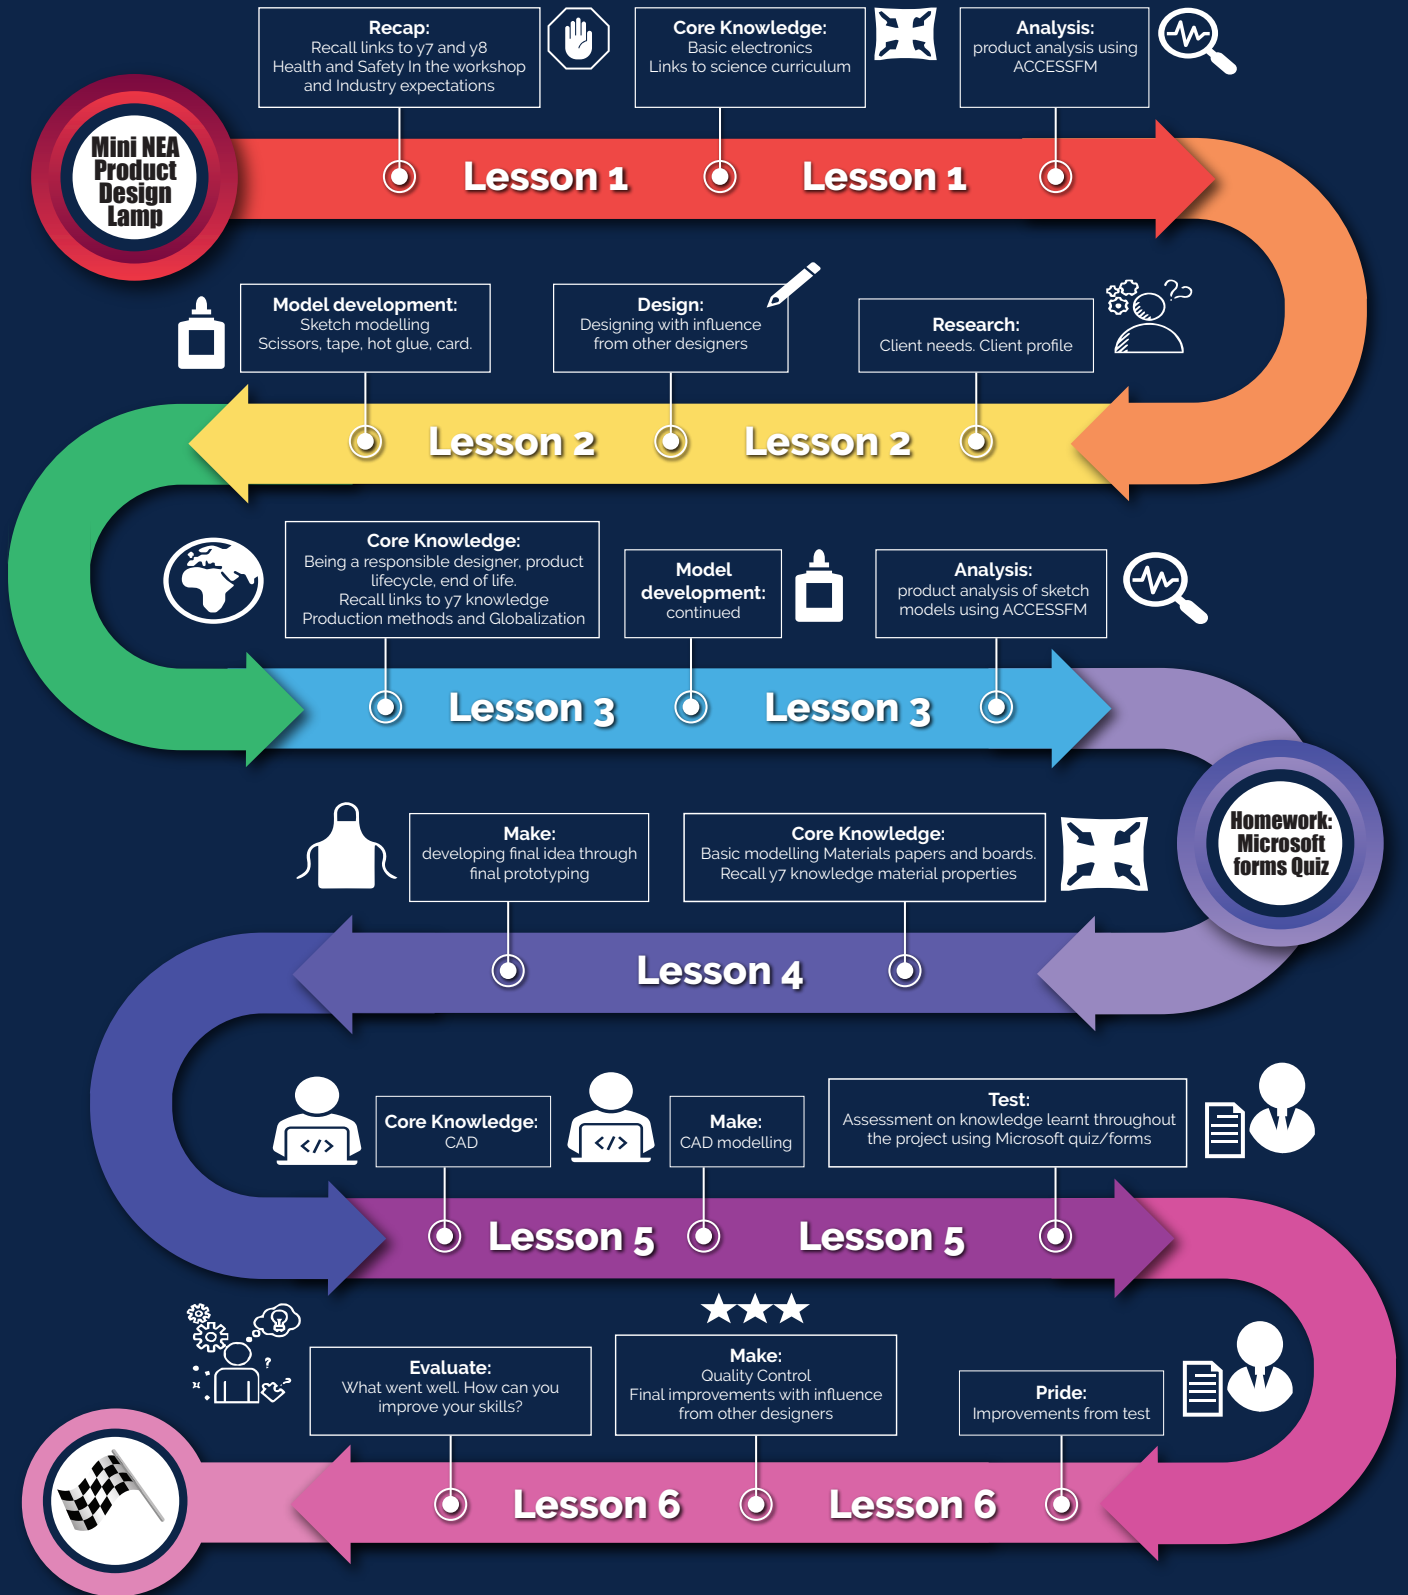 Mini NEA
Product
Design
Lamp
Recap:
Recall links to y7 and y8
Health and Safety In the workshop
and Industry expectations
Core Knowledge:
Basic electronics
Links to science curriculum
Analysis:
product analysis using
ACCESSFM
Lesson 1
Lesson 1
Research:
Client needs. Client profile
Design:
Designing with influence
from other designers
Model development:
Sketch modelling
Scissors, tape, hot glue, card.
Lesson 2
Lesson 2
Core Knowledge:
Being a responsible designer, product
lifecycle, end of life.
Recall links to y7 knowledge
Production methods and Globalization
Model
development:
continued
Analysis:
product analysis of sketch
models using ACCESSFM
Lesson 3
Lesson 3
Homework:
Microsoft
forms Quiz
Core Knowledge:
Basic modelling Materials papers and boards.
Recall y7 knowledge material properties
Make:
developing final idea through
final prototyping
Lesson 4
Core Knowledge:
CAD
</>
Make:
CAD modelling
</>
Test:
Assessment on knowledge learnt throughout
the project using Microsoft quiz/forms
Lesson 5
Lesson 5
Pride:
Improvements from test
Make:
Quality Control
Final improvements with influence
from other designers
Evaluate:
What went well. How can you
improve your skills?
Lesson 6
Lesson 6